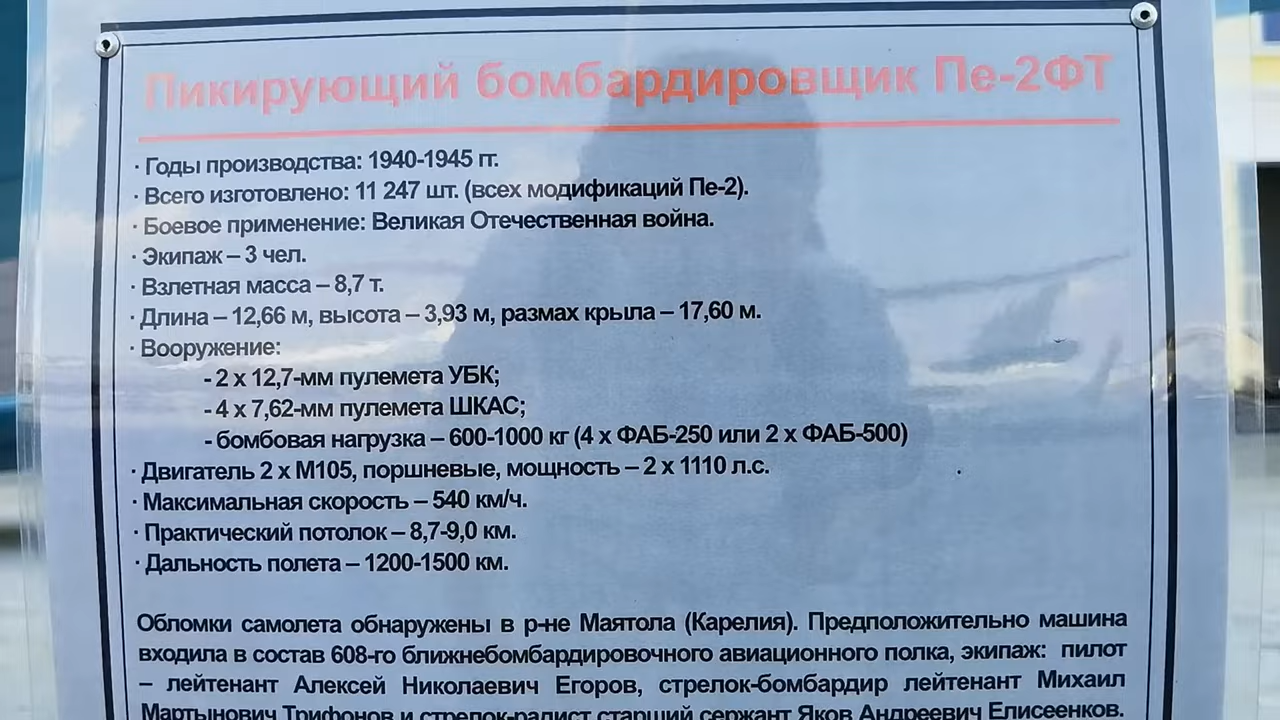 Пикирующий бомбардировщик Пе-2ФТ
· Годы производства: 1940-1945 гг.
· Всего изготовлено: 11 247 шт. (всех модификаций Пе-2).
· Боевое применение: Великая Отечественная война.
· Экипаж – 3 чел.
· Взлетная масса – 8,7 т.
· Длина – 12,66 м, высота – 3,93 м, размах крыла – 17,60 м.
· Вооружение:
- 2 х 12,7-мм пулемета УБК;
- 4 х 7,62-мм пулемета ШКАС;
- бомбовая нагрузка – 600-1000 кг (4 х ФАБ-250 или 2 х ФАБ-500)
· Двигатель 2 х М105, поршневые, мощность – 2 х 1110 л.с.
· Максимальная скорость – 540 км/ч.
· Практический потолок – 8,7-9,0 км.
· Дальность полета – 1200-1500 км.
Обломки самолета обнаружены в р-не Маятола (Карелия). Предположительно машина
входила в состав 608-го ближнебомбардировочного авиационного полка, экипаж: пилот
– лейтенант Алексей Николаевич Егоров, стрелок-бомбардир лейтенант Михаил
Мартынович Трифонов и стрелок-радист старший сержант Яков Андреевич Елисеенков.